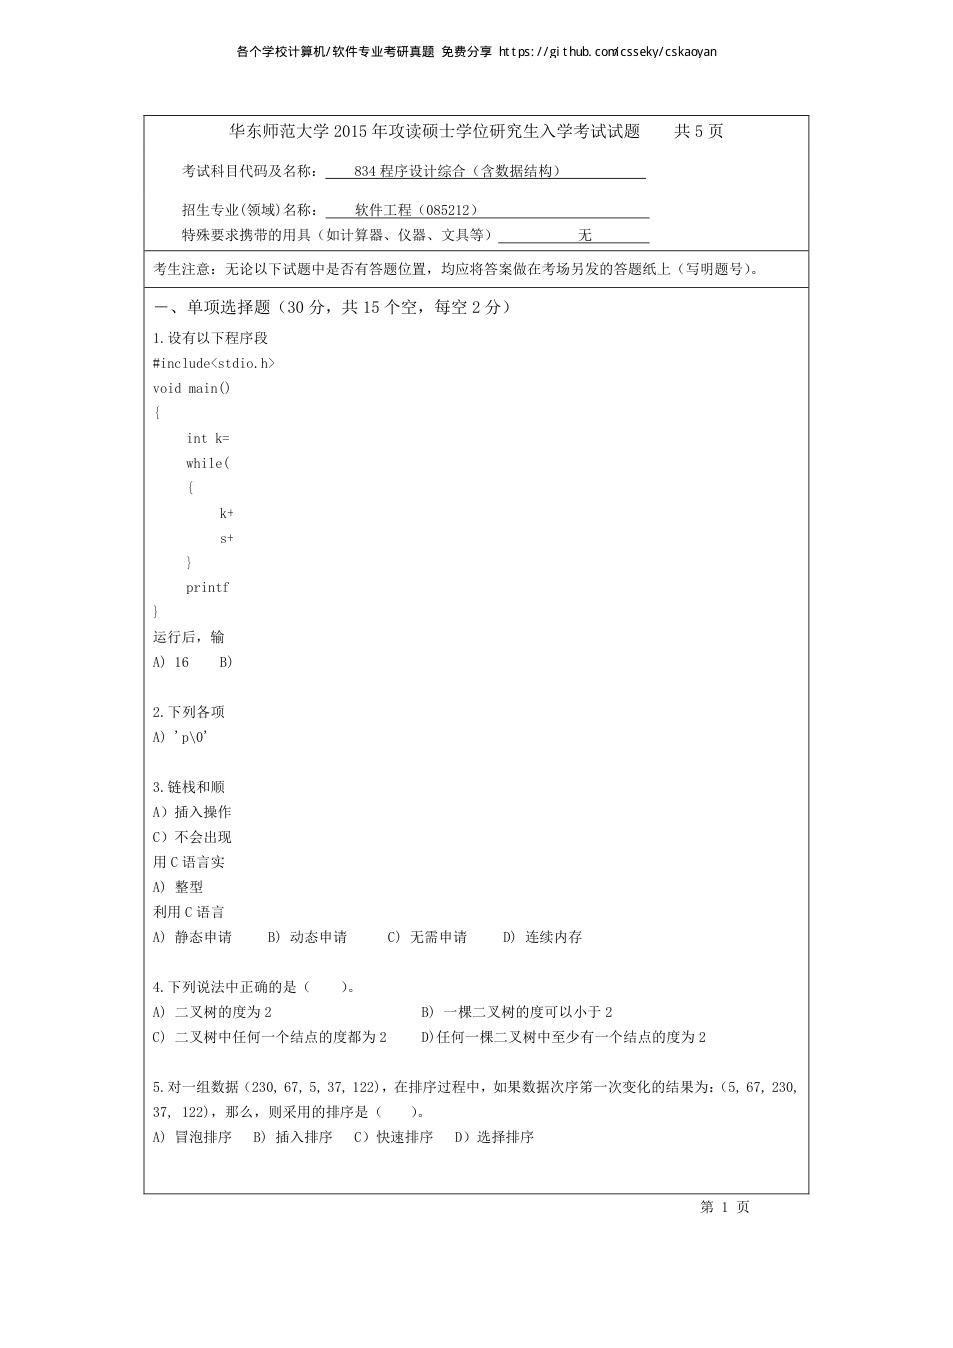 各个学校计算机/软件专业考研真题 免费分享 https://github.com/csseky/cskaoyan
华东师范大学 2015 年攻读硕士学位研究生入学考试试题 共 5 页
考试科目代码及名称： 834 程序设计综合（含数据结构）
招生专业(领域)名称： 软件工程（085212）
特殊要求携带的用具（如计算器、仪器、文具等） 无
考生注意：无论以下试题中是否有答题位置，均应将答案做在考场另发的答题纸上（写明题号）。
一、单项选择题（30 分，共 15 个空，每空 2 分）
1.设有以下程序段
#include<stdio.h>
void main()
{
int k=
while(
{
k+
s+
}
printf
}
运行后，输
A) 16 B)
2.下列各项
A) 'p\0'
3.链栈和顺
A）插入操作
C）不会出现
用 C 语言实
A) 整型
利用 C 语言
A) 静态申请 B) 动态申请 C) 无需申请 D) 连续内存
4.下列说法中正确的是（ ）。
A) 二叉树的度为 2 B) 一棵二叉树的度可以小于 2
C) 二叉树中任何一个结点的度都为 2 D)任何一棵二叉树中至少有一个结点的度为 2
5.对一组数据（230, 67, 5, 37, 122），在排序过程中，如果数据次序第一次变化的结果为：（5, 67, 230,
37, 122），那么，则采用的排序是（ ）。
A) 冒泡排序 B) 插入排序 C）快速排序 D）选择排序
第 1 页